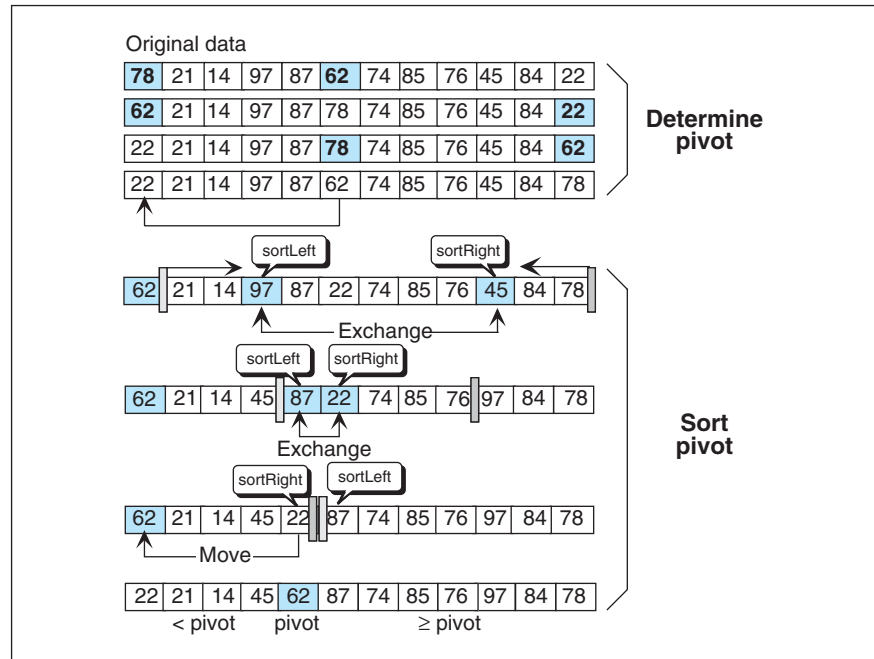 Original data
78 21 14 97 87 62 74 85 76 45 84 22
62 21 14 97 87 78 74 85 76 45 84 22
22 21 14 97 87 78 74 85 76 45 84 62
22 21 14 97 87 62 74 85 76 45 84 78
Determine
pivot
sortLeft sortRight
62 21 14 97 87 22 74 85 76 45 84 78
Exchange
sortLeft sortRight
62 21 14 45 87 22 74 85 76 97 84 78
Exchange
Sort
pivot
sortRight sortLeft
62 21 14 45 22 87 74 85 76 97 84 78
Move
22 21 14 45 62 87 74 85 76 97 84 78
< pivot pivot ≥ pivot